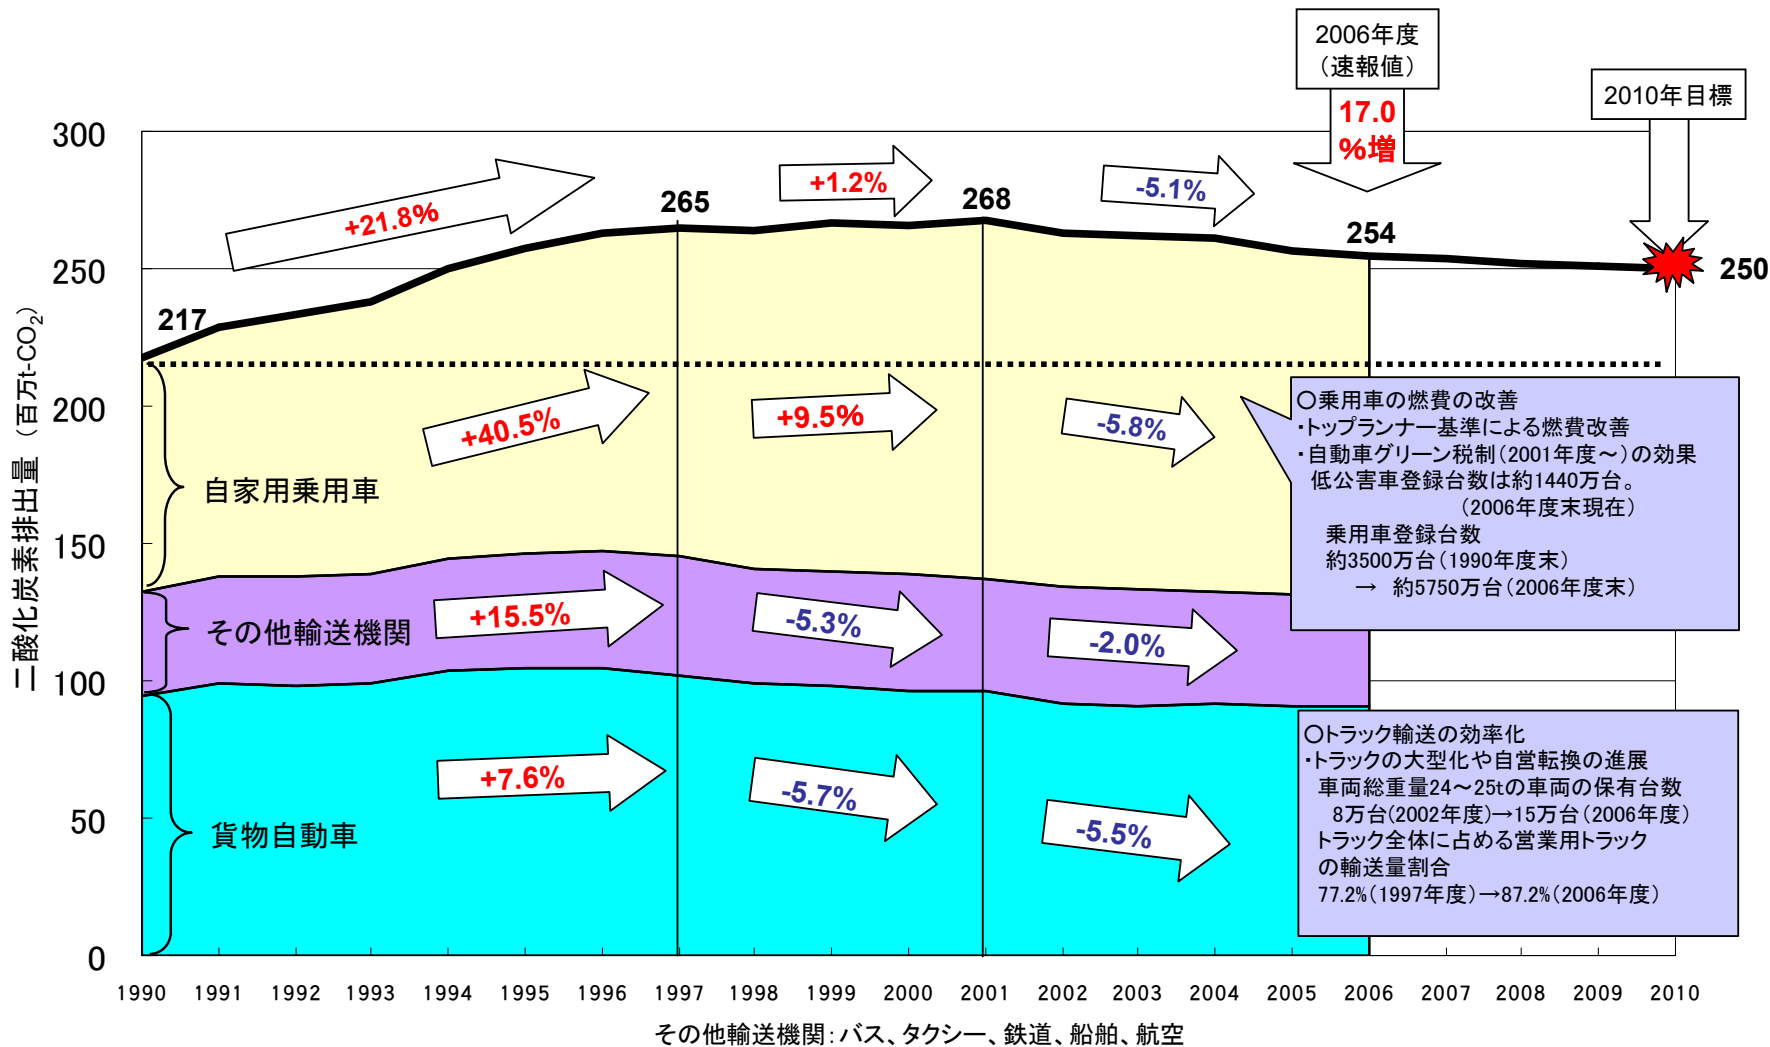 2006年度
（速報値）
17.0
%増
2010年目標
二酸化炭素排出量（百万t-CO₂）
300
250
200
150
100
50
0
+21.8%
+1.2%
-5.1%
217
265
268
254
250
+40.5%
+9.5%
-5.8%
自家用乗用車
+15.5%
-5.3%
-2.0%
その他輸送機関
+7.6%
-5.7%
-5.5%
貨物自動車
○乗用車の燃費の改善
・トップランナー基準による燃費改善
・自動車グリーン税制（2001年度～）の効果
低公害車登録台数は約1440万台。
（2006年度末現在）
乗用車登録台数
約3500万台（1990年度末）
→ 約5750万台（2006年度末）
○トラック輸送の効率化
・トラックの大型化や自営転換の進展
車両総重量24～25tの車両の保有台数
8万台(2002年度)→15万台（2006年度）
トラック全体に占める営業用トラック
の輸送量割合
77.2%（1997年度）→87.2%（2006年度）
1990 1991 1992 1993 1994 1995 1996 1997 1998 1999 2000 2001 2002 2003 2004 2005 2006 2007 2008 2009 2010
その他輸送機関：バス、タクシー、鉄道、船舶、航空